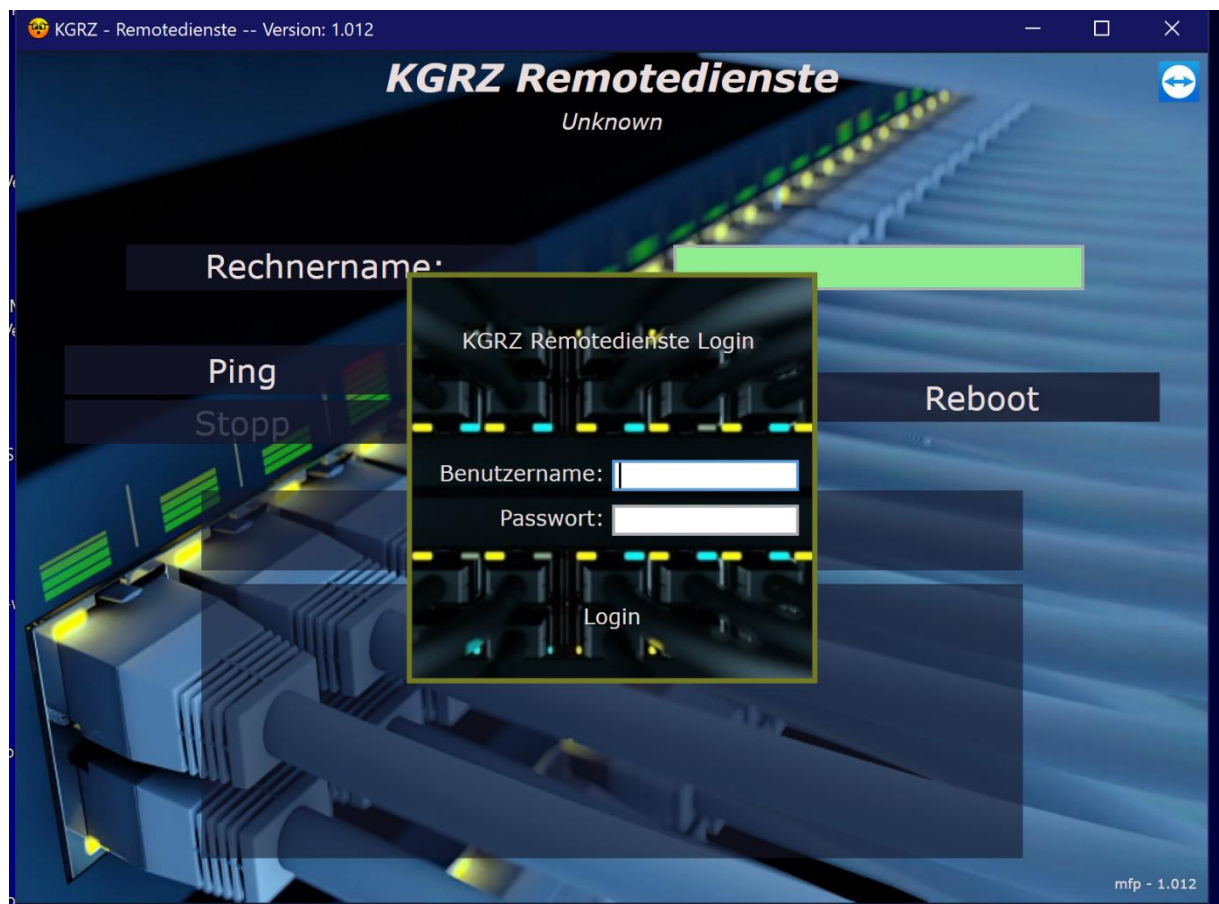 KGRZ - Remotedienste -- Version: 1.012
KGRZ Remotedienste
Unknown
Rechnername:
Ping
Stopp
Reboot
KGRZ Remotedienste Login
Benutzername:
Passwort:
Login
mfp - 1.012